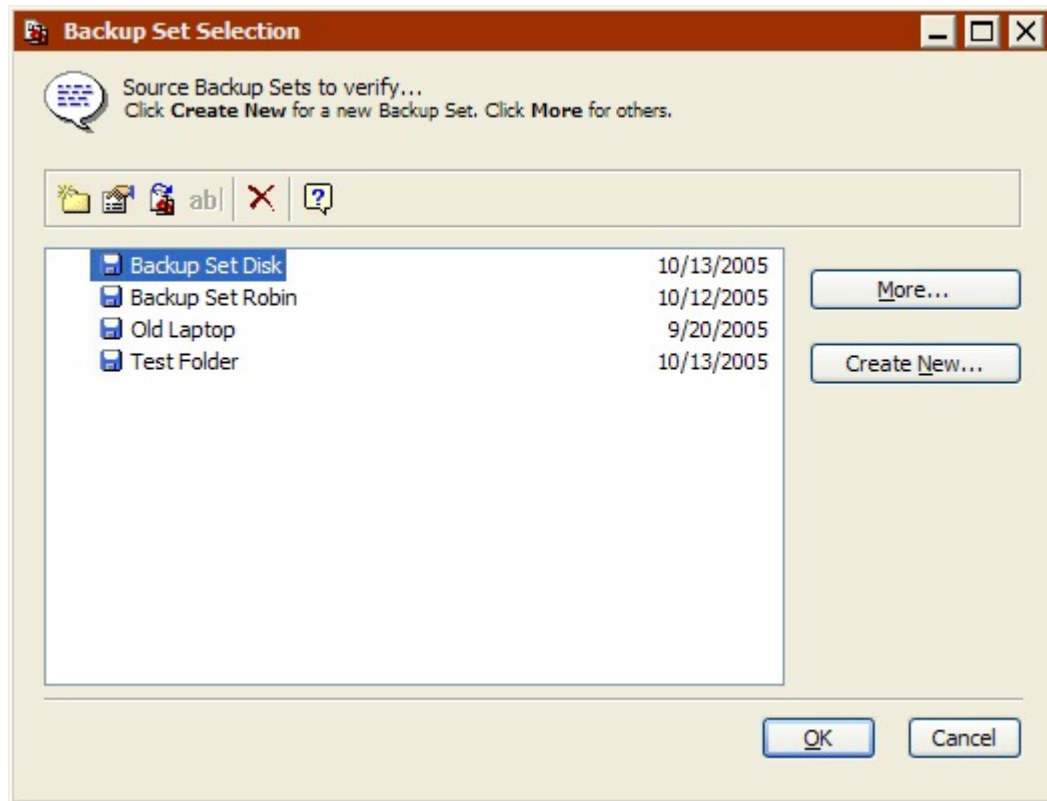 Backup Set Selection
Source Backup Sets to verify...
Click Create New for a new Backup Set. Click More for others.
ab|
Backup Set Disk 10/13/2005
Backup Set Robin 10/12/2005
Old Laptop 9/20/2005
Test Folder 10/13/2005
More...
Create New...
OK Cancel